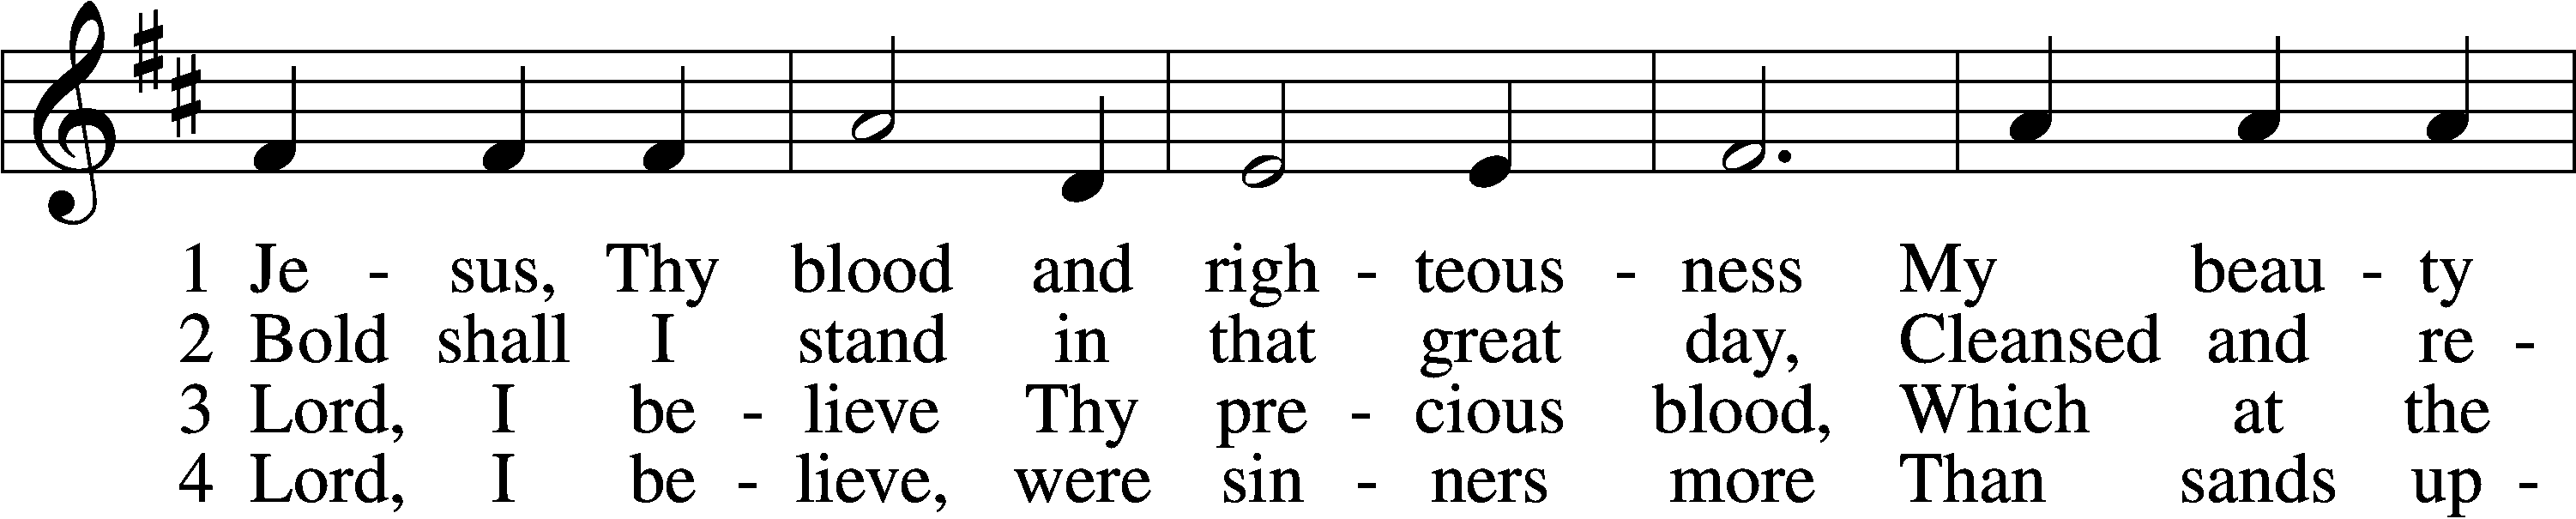 1 Je - sus, Thy blood and righ - teous - ness My beau - ty
2 Bold shall I stand in that great day, Cleansed and re -
3 Lord, I be - lieve Thy pre - cious blood, Which at the
4 Lord, I be - lieve, were sin - ners more Than sands up -